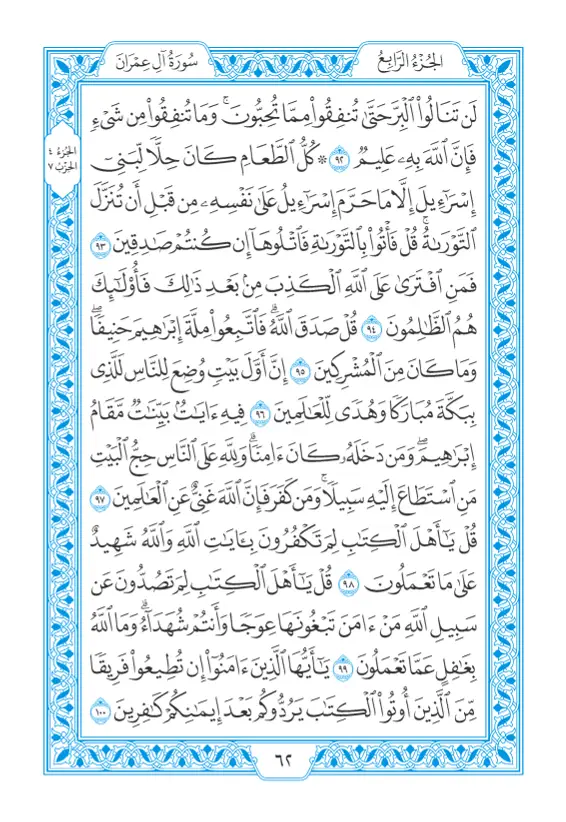 الجُزْءُ الرَّابِعُ
سُورَةُ آلِ عِمْرَان
لَن تَنَالُوا۟ ٱلْبِرَّ حَتَّىٰ تُنفِقُوا۟ مِمَّا تُحِبُّونَ ۚ وَمَا تُنفِقُوا۟ مِن شَىْءٍ
الجُزْءُ ٤
فَإِنَّ ٱللَّهَ بِهِۦ عَلِيمٌ ٩٢ ۞ كُلُّ ٱلطَّعَامِ كَانَ حِلًّا لِّبَنِىٓ
الحِزْبُ ٧
إِسْرَٰٓءِيلَ إِلَّا مَا حَرَّمَ إِسْرَٰٓءِيلُ عَلَىٰ نَفْسِهِۦ مِن قَبْلِ أَن تُنَزَّلَ
ٱلتَّوْرَىٰةُ ۗ قُلْ فَأْتُوا۟ بِٱلتَّوْرَىٰةِ فَٱتْلُوهَآ إِن كُنتُمْ صَٰدِقِينَ ٩٣
فَمَنِ ٱفْتَرَىٰ عَلَى ٱللَّهِ ٱلْكَذِبَ مِنۢ بَعْدِ ذَٰلِكَ فَأُو۟لَٰٓئِكَ
هُمُ ٱلظَّٰلِمُونَ ٩٤ قُلْ صَدَقَ ٱللَّهُ ۗ فَٱتَّبِعُوا۟ مِلَّةَ إِبْرَٰهِيمَ حَنِيفًا ۖ
وَمَا كَانَ مِنَ ٱلْمُشْرِكِينَ ٩٥ إِنَّ أَوَّلَ بَيْتٍ وُضِعَ لِلنَّاسِ لَلَّذِى
بِبَكَّةَ مُبَارَكًا وَهُدًى لِّلْعَٰلَمِينَ ٩٦ فِيهِ ءَايَٰتٌۢ بَيِّنَٰتٌ مَّقَامُ
إِبْرَٰهِيمَ ۖ وَمَن دَخَلَهُۥ كَانَ ءَامِنًا ۗ وَلِلَّهِ عَلَى ٱلنَّاسِ حِجُّ ٱلْبَيْتِ
مَنِ ٱسْتَطَاعَ إِلَيْهِ سَبِيلًا ۚ وَمَن كَفَرَ فَإِنَّ ٱللَّهَ غَنِىٌّ عَنِ ٱلْعَٰلَمِينَ ٩٧
قُلْ يَٰٓأَهْلَ ٱلْكِتَٰبِ لِمَ تَكْفُرُونَ بِـَٔايَٰتِ ٱللَّهِ وَٱللَّهُ شَهِيدٌ
عَلَىٰ مَا تَعْمَلُونَ ٩٨ قُلْ يَٰٓأَهْلَ ٱلْكِتَٰبِ لِمَ تَصُدُّونَ عَن
سَبِيلِ ٱللَّهِ مَنْ ءَامَنَ تَبْغُونَهَا عِوَجًا وَأَنتُمْ شُهَدَآءُ ۗ وَمَا ٱللَّهُ
بِغَٰفِلٍ عَمَّا تَعْمَلُونَ ٩٩ يَٰٓأَيُّهَا ٱلَّذِينَ ءَامَنُوٓا۟ إِن تُطِيعُوا۟ فَرِيقًا
مِّنَ ٱلَّذِينَ أُوتُوا۟ ٱلْكِتَٰبَ يَرُدُّوكُم بَعْدَ إِيمَٰنِكُمْ كَٰفِرِينَ ١٠٠
٦٢